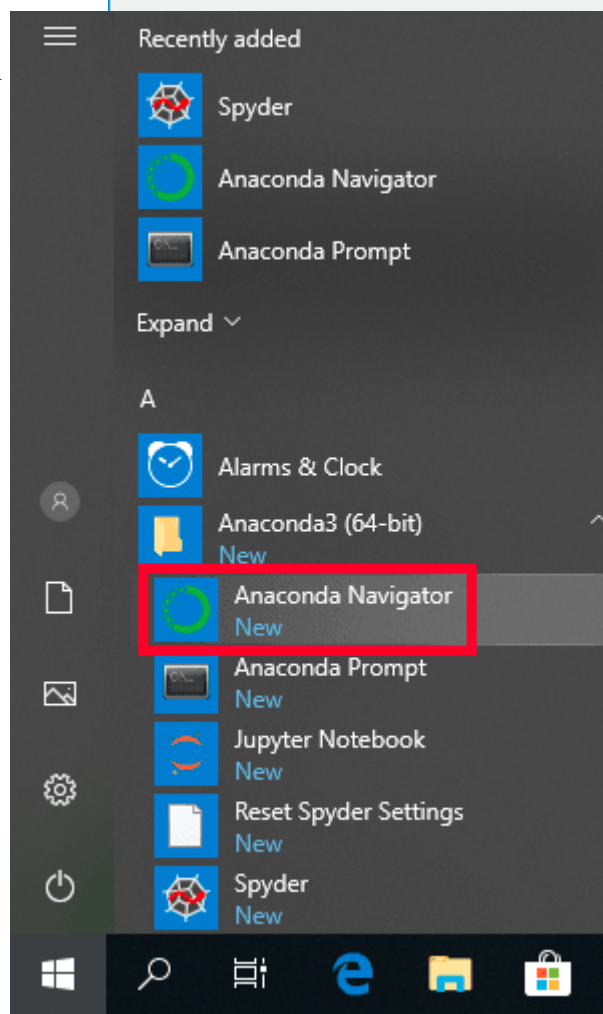 Recently added
Spyder
Anaconda Navigator
Anaconda Prompt
Expand
A
Alarms & Clock
Anaconda3 (64-bit)
New
Anaconda Navigator
New
Anaconda Prompt
New
Jupyter Notebook
New
Reset Spyder Settings
New
Spyder
New